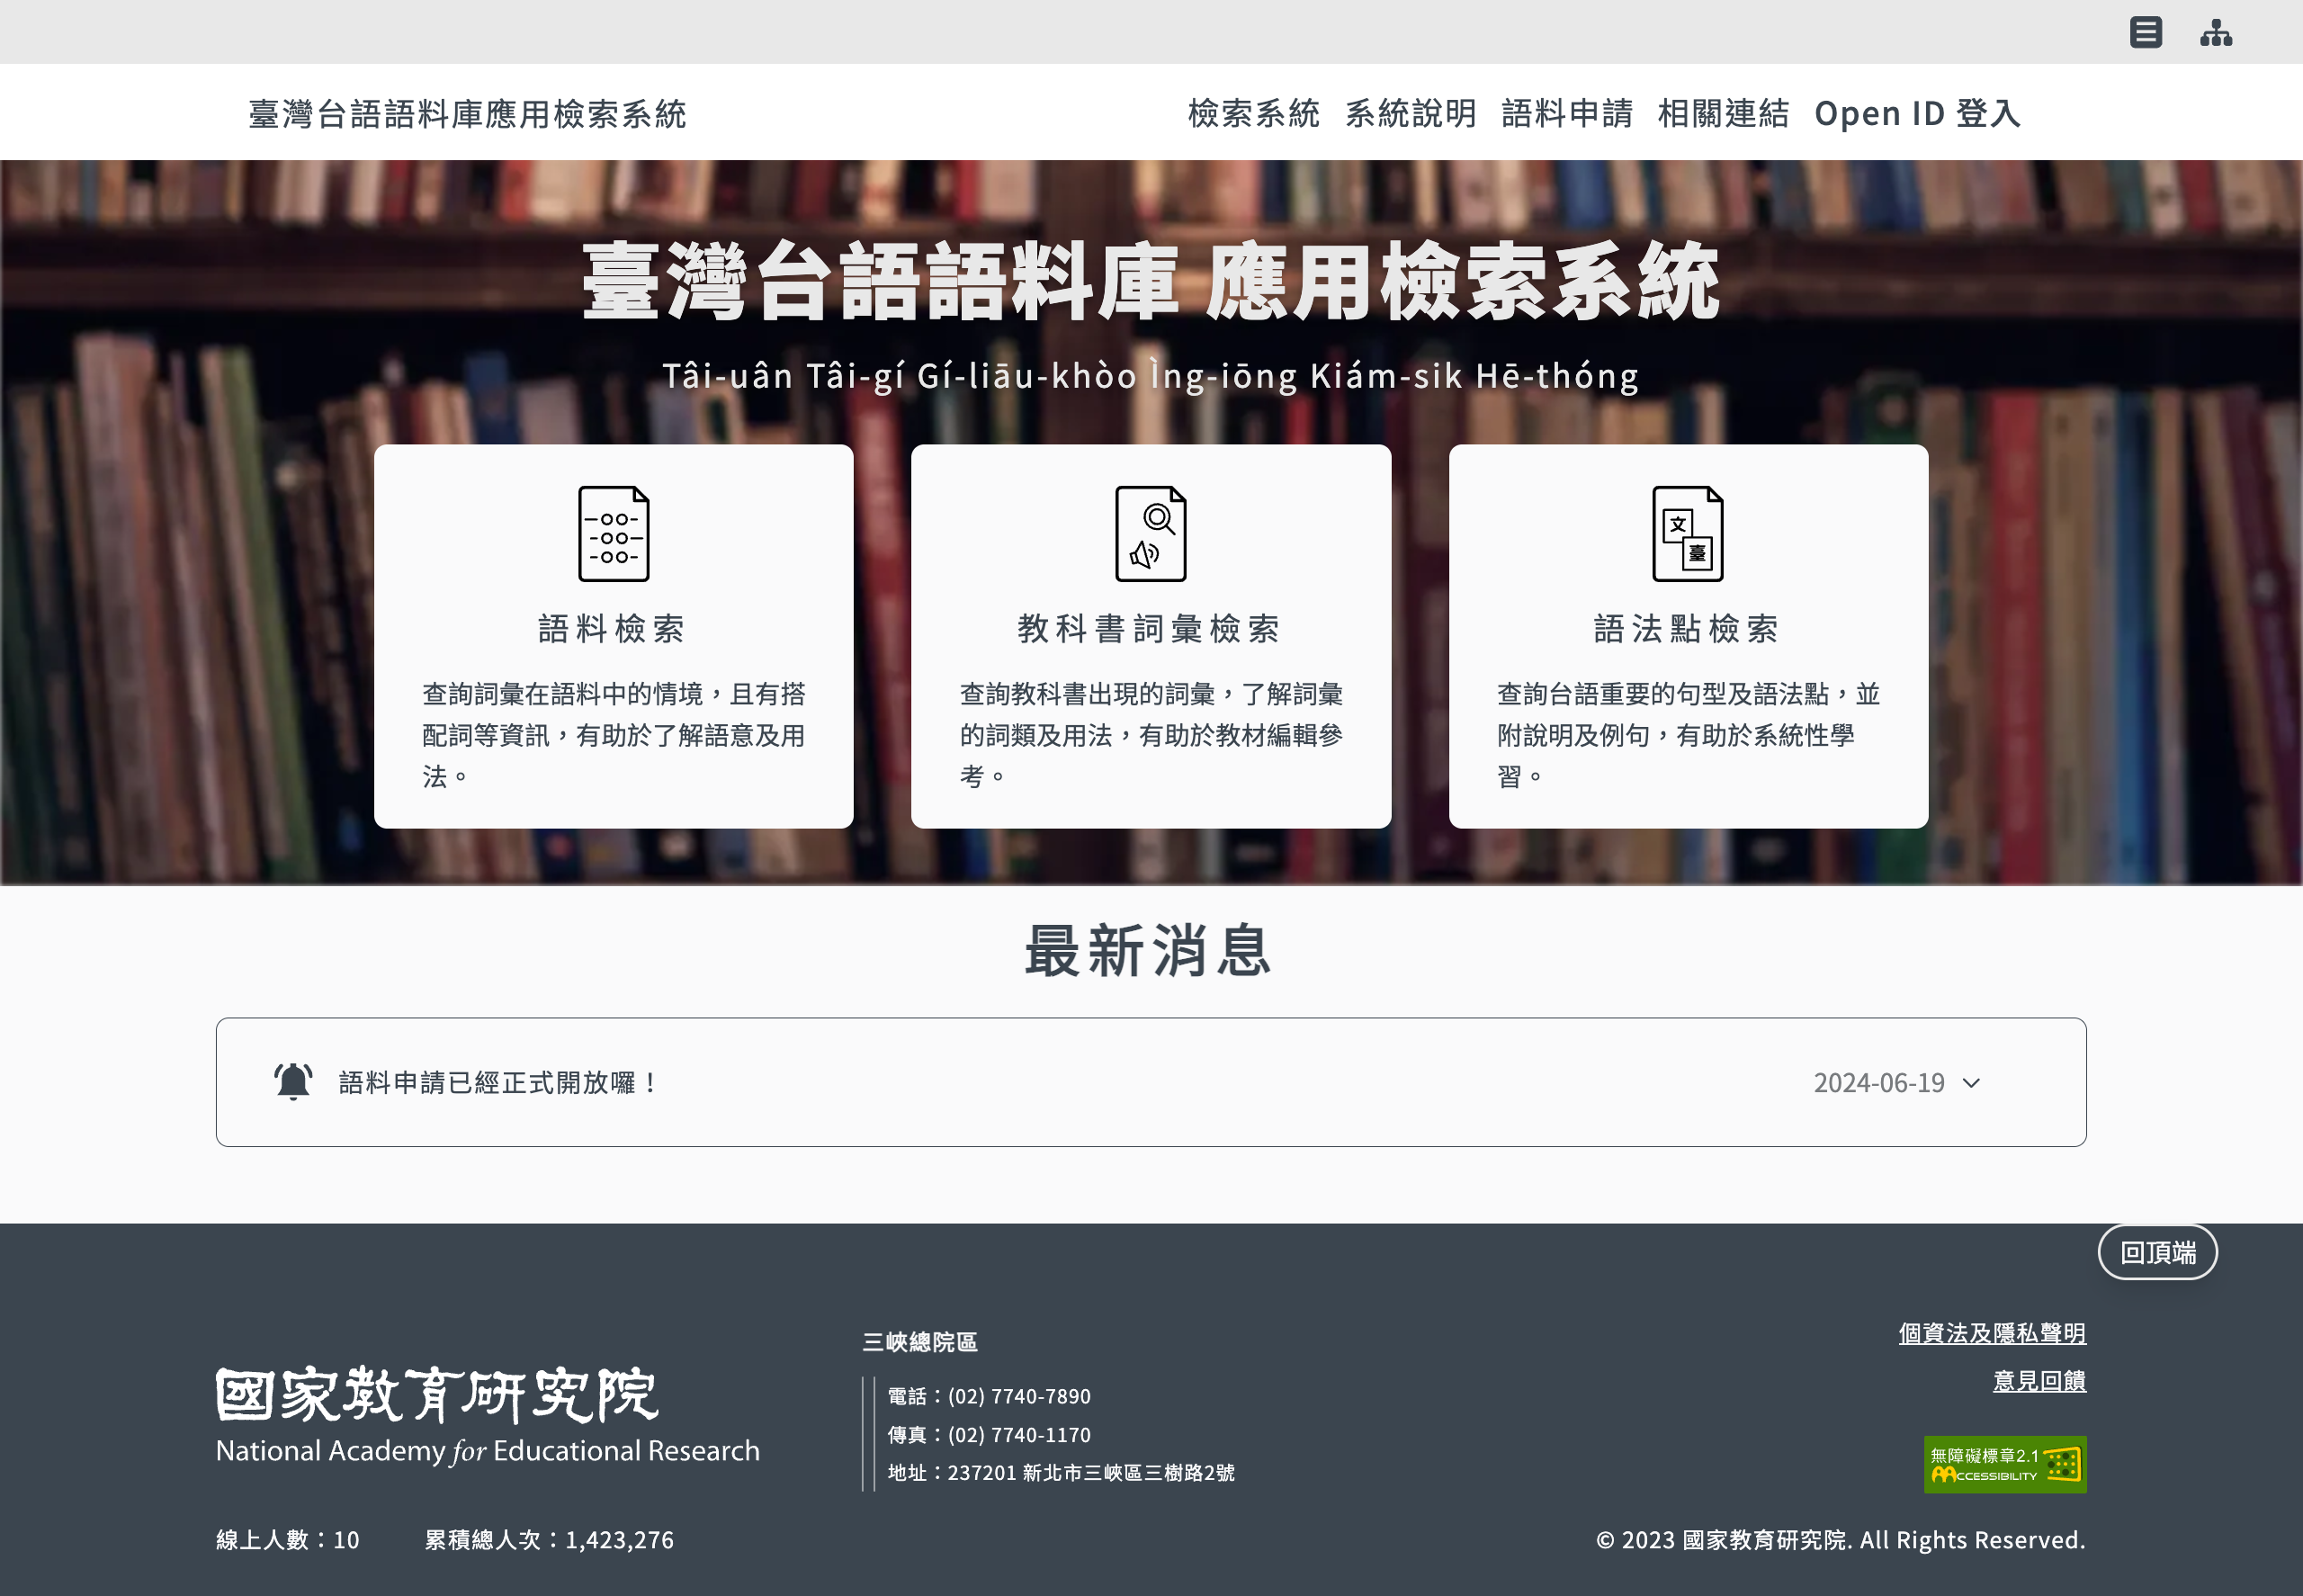 臺灣台語語料庫應用檢索系統
檢索系統 系統說明 語料申請 相關連結 Open ID 登入
臺灣台語語料庫 應用檢索系統
Tâi-uân Tâi-gí Gí-liāu-khòo Ìng-iōng Kiám-sik Hē-thóng
語料檢索
查詢詞彙在語料中的情境，且有搭
配詞等資訊，有助於了解語意及用
法。
教科書詞彙檢索
查詢教科書出現的詞彙，了解詞彙
的詞類及用法，有助於教材編輯參
考。
文
臺
語法點檢索
查詢台語重要的句型及語法點，並
附說明及例句，有助於系統性學
習。
最新消息
語料申請已經正式開放囉！ 2024-06-19
回頂端
國家教育研究院
National Academy for Educational Research
三峽總院區
電話：(02) 7740-7890
傳真：(02) 7740-1170
地址：237201 新北市三峽區三樹路2號
個資法及隱私聲明
意見回饋
無障礙標章2.1
ACCESSIBILITY
線上人數：10 累積總人次：1,423,276
© 2023 國家教育研究院. All Rights Reserved.